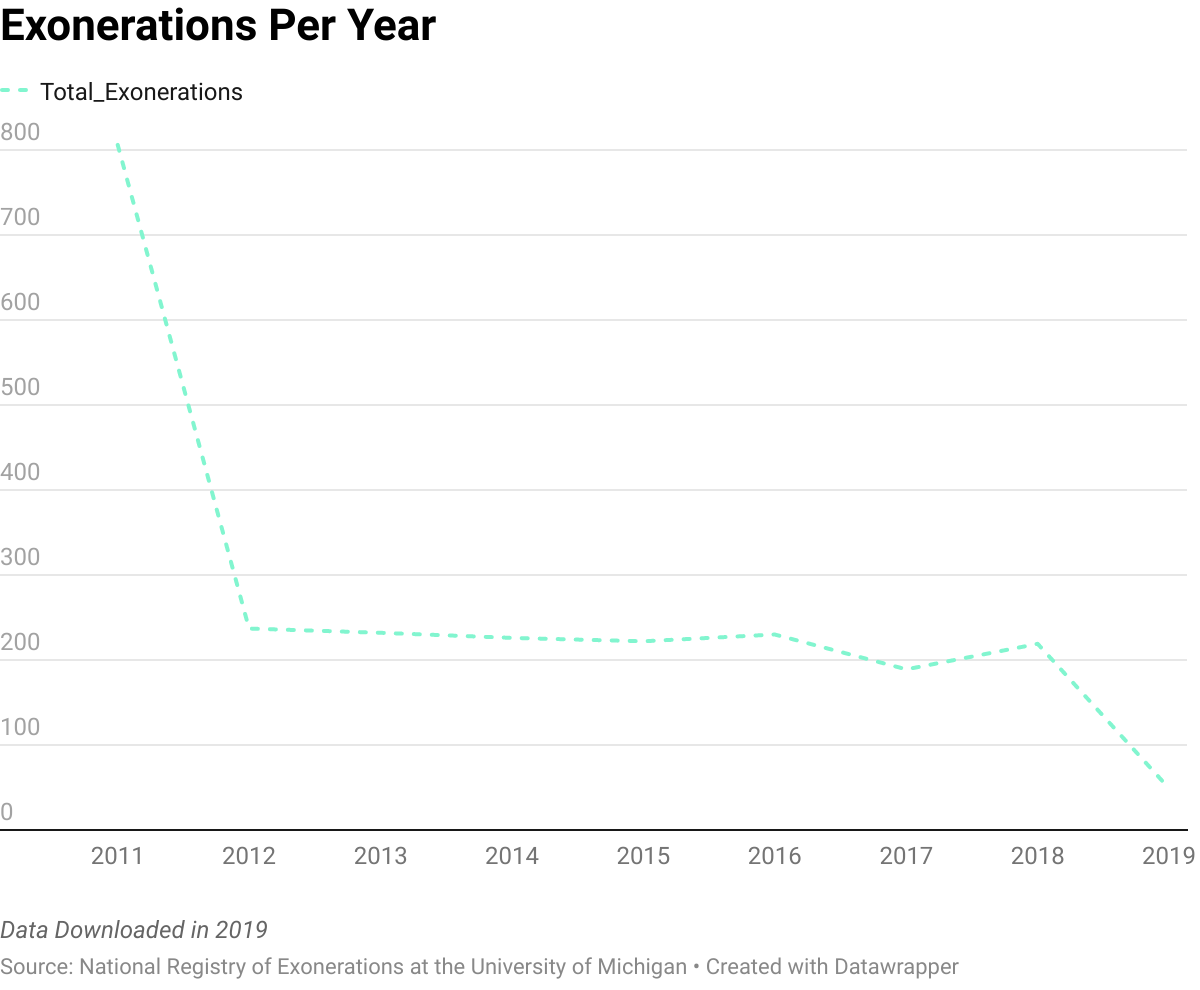 Exonerations Per Year
Total_Exonerations
800
700
600
500
400
300
200
100
0
2011 2012 2013 2014 2015 2016 2017 2018 2019
Data Downloaded in 2019
Source: National Registry of Exonerations at the University of Michigan • Created with Datawrapper